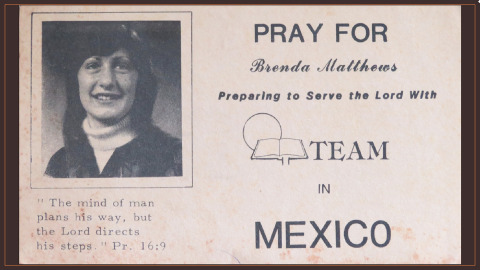 PRAY FOR
Brenda Matthews
Preparing to Serve the Lord With
TEAM
IN
MEXICO
" The mind of man
plans his way, but
the Lord directs
his steps. " Pr. 16;9